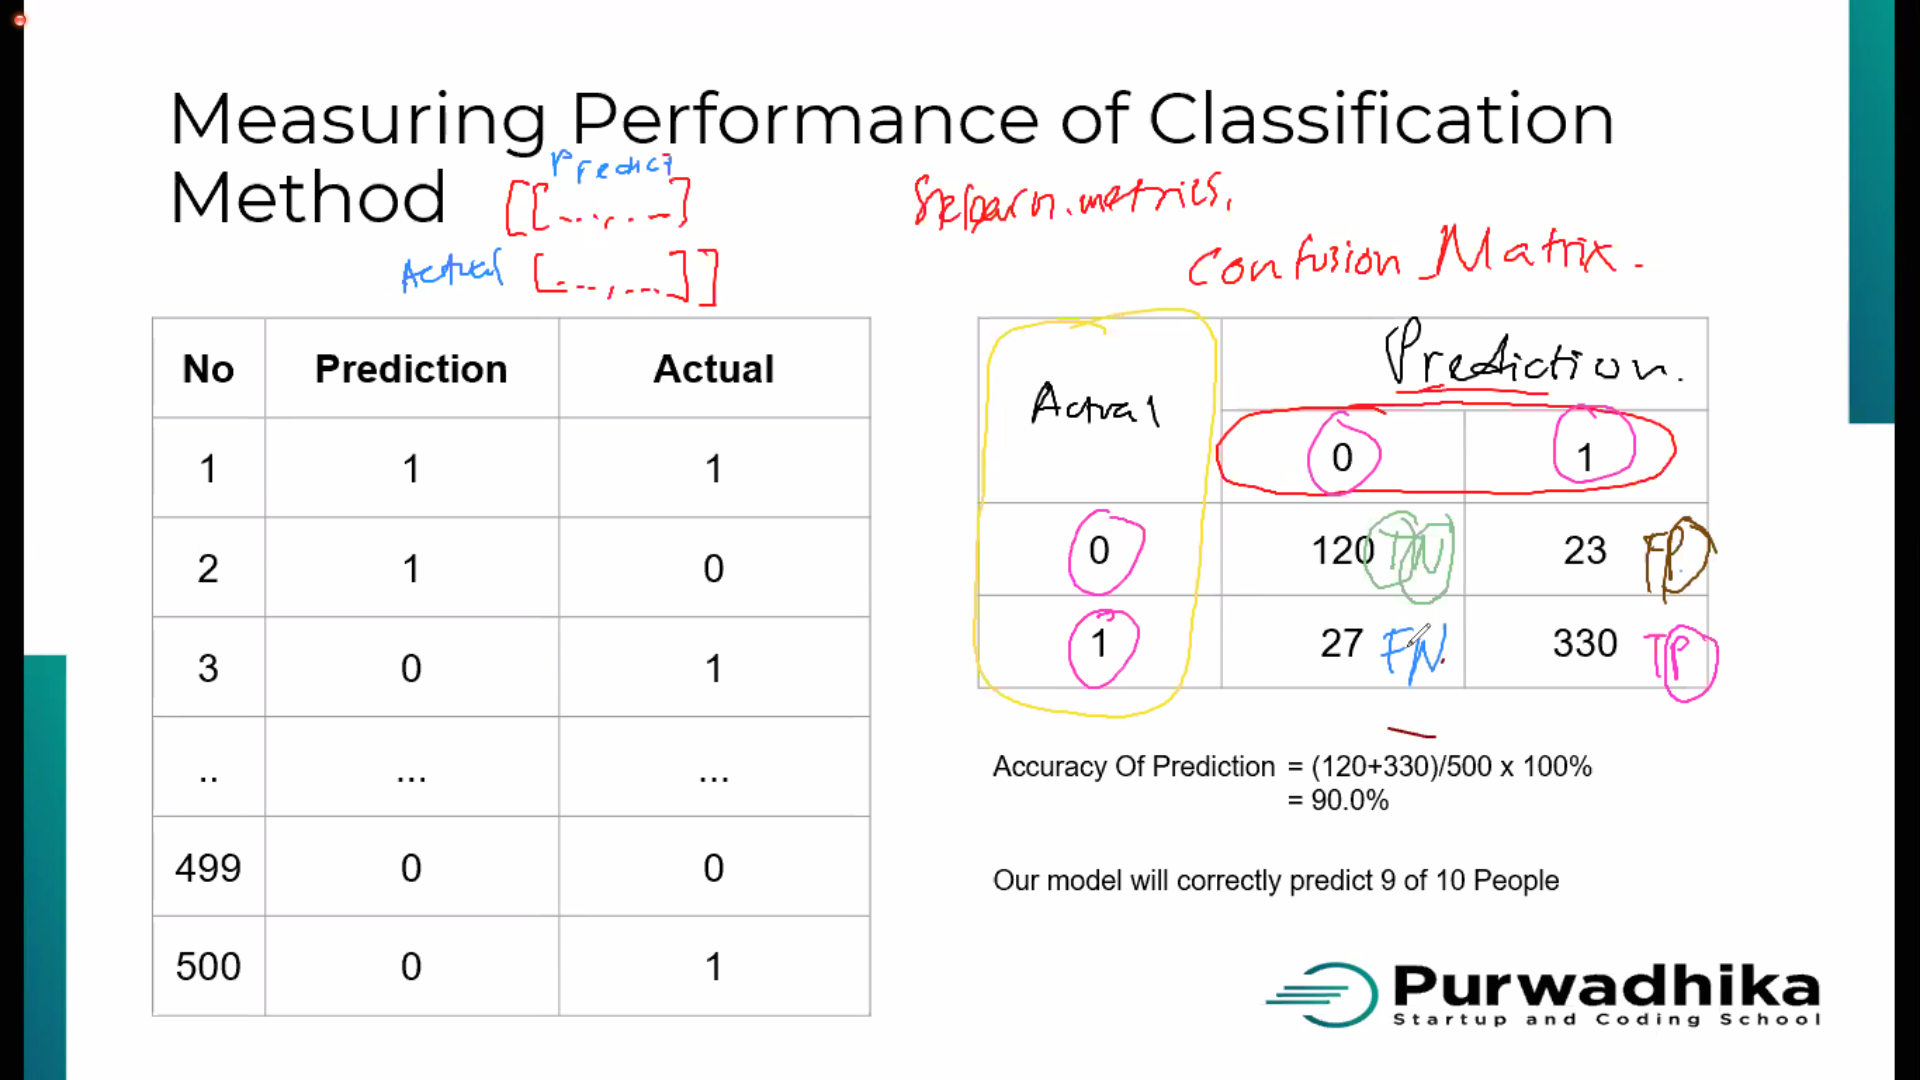 Measuring Performance of Classification
Method
Predict
[[...,...]
Actual [...,...]]
Sklearn.metrics.
Confusion_Matrix.
No Prediction Actual
1 1 1
2 1 0
3 0 1
.. ... ...
499 0 0
500 0 1
Actual Prediction.
0 1
0 120 TN 23 FP
1 27 FN 330 TP
Accuracy Of Prediction = (120+330)/500 x 100%
= 90.0%
Our model will correctly predict 9 of 10 People
Purwadhika
Startup and Coding School